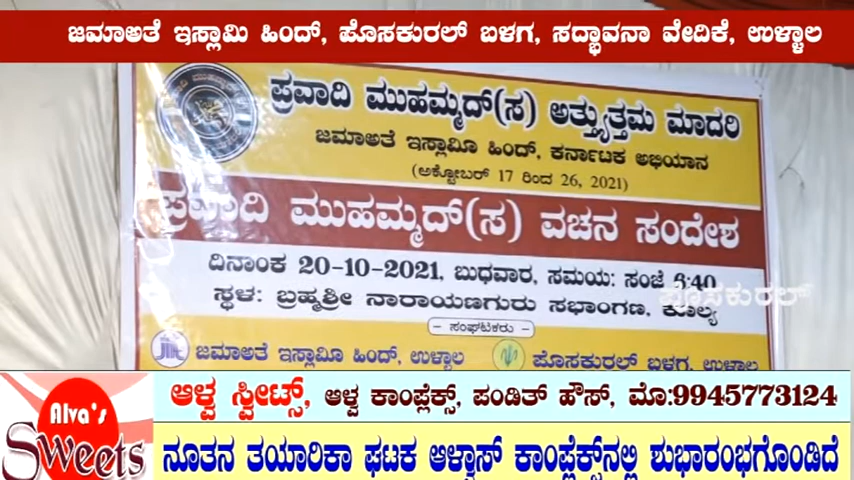 ಜಮಾಅತೆ ಇಸ್ಲಾಮಿ ಹಿಂದ್, ಪೊಸಕುರಲ್ ಬಳಗ, ಸದ್ಭಾವನಾ ವೇದಿಕೆ, ಉಳ್ಳಾಲ
ಪ್ರವಾದಿ ಮುಹಮ್ಮದ್(ಸ) ಅತ್ತ್ಯುತ್ತಮ ಮಾದರಿ
ಜಮಾಅತೆ ಇಸ್ಲಾಮೀ ಹಿಂದ್, ಕರ್ನಾಟಕ ಅಭಿಯಾನ
(ಅಕ್ಟೋಬರ್ 17 ರಿಂದ 26, 2021)
ಪ್ರವಾದಿ ಮುಹಮ್ಮದ್(ಸ) ವಚನ ಸಂದೇಶ
ದಿನಾಂಕ 20-10-2021, ಬುಧವಾರ, ಸಮಯ: ಸಂಜೆ 6:40
ಪೊಸಕುರಲ್
ಸ್ಥಳ: ಬ್ರಹ್ಮಶ್ರೀ ನಾರಾಯಣಗುರು ಸಭಾಂಗಣ,
ಸಂಘಟಕರು
ಜಮಾಅತೆ ಇಸ್ಲಾಮೀ ಹಿಂದ್, ಉಳ್ಳಾಲ ಪೊಸಕುರಲ್ ಬಳಗ, ಉಳ್ಳಾಲ
Alva's
Sweets
ಆಳ್ವ ಸ್ವೀಟ್ಸ್, ಆಳ್ವ ಕಾಂಪ್ಲೆಕ್ಸ್, ಪಂಡಿತ್ ಹೌಸ್, ಮೊ:9945773124
ನೂತನ ತಯಾರಿಕಾ ಘಟಕ ಆಳ್ವಾಸ್ ಕಾಂಪ್ಲೆಕ್ಸ್‌ನಲ್ಲಿ ಶುಭಾರಂಭಗೊಂಡಿದೆ